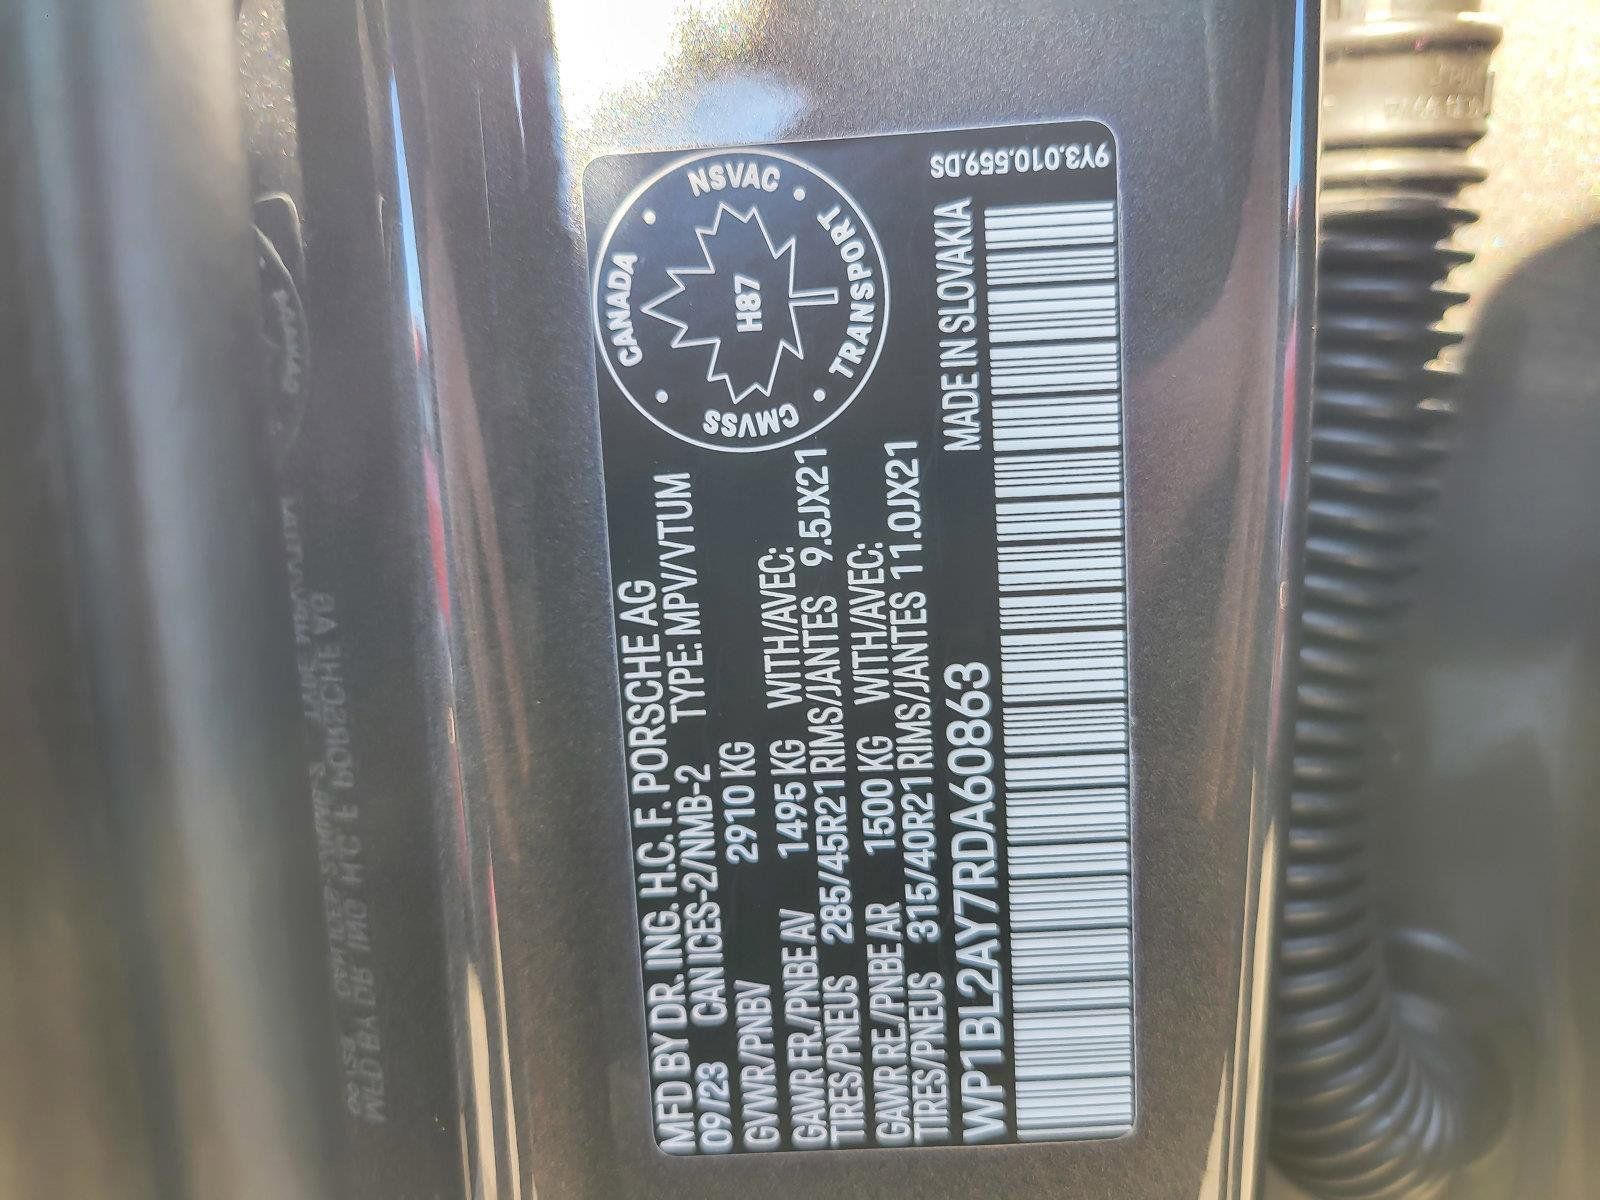 MFD BY DR. ING. H.C. F. PORSCHE AG
09/23 CAN ICES-2/NMB-2 TYPE: MPV/VTUM
GVWR/PNBV 2910 KG
GAWR FR./PNBE AV 1495 KG WITH/AVEC:
TIRES/PNEUS 285/45R21 RIMS/JANTES 9.5JX21
GAWR RE./PNBE AR 1500 KG WITH/AVEC:
TIRES/PNEUS 315/40R21 RIMS/JANTES 11.0JX21
WP1BL2AY7RDA60863
MADE IN SLOVAKIA
CANADA
NSVAC
TRANSPORT
CMVSS
H87
9Y3.010.559.DS